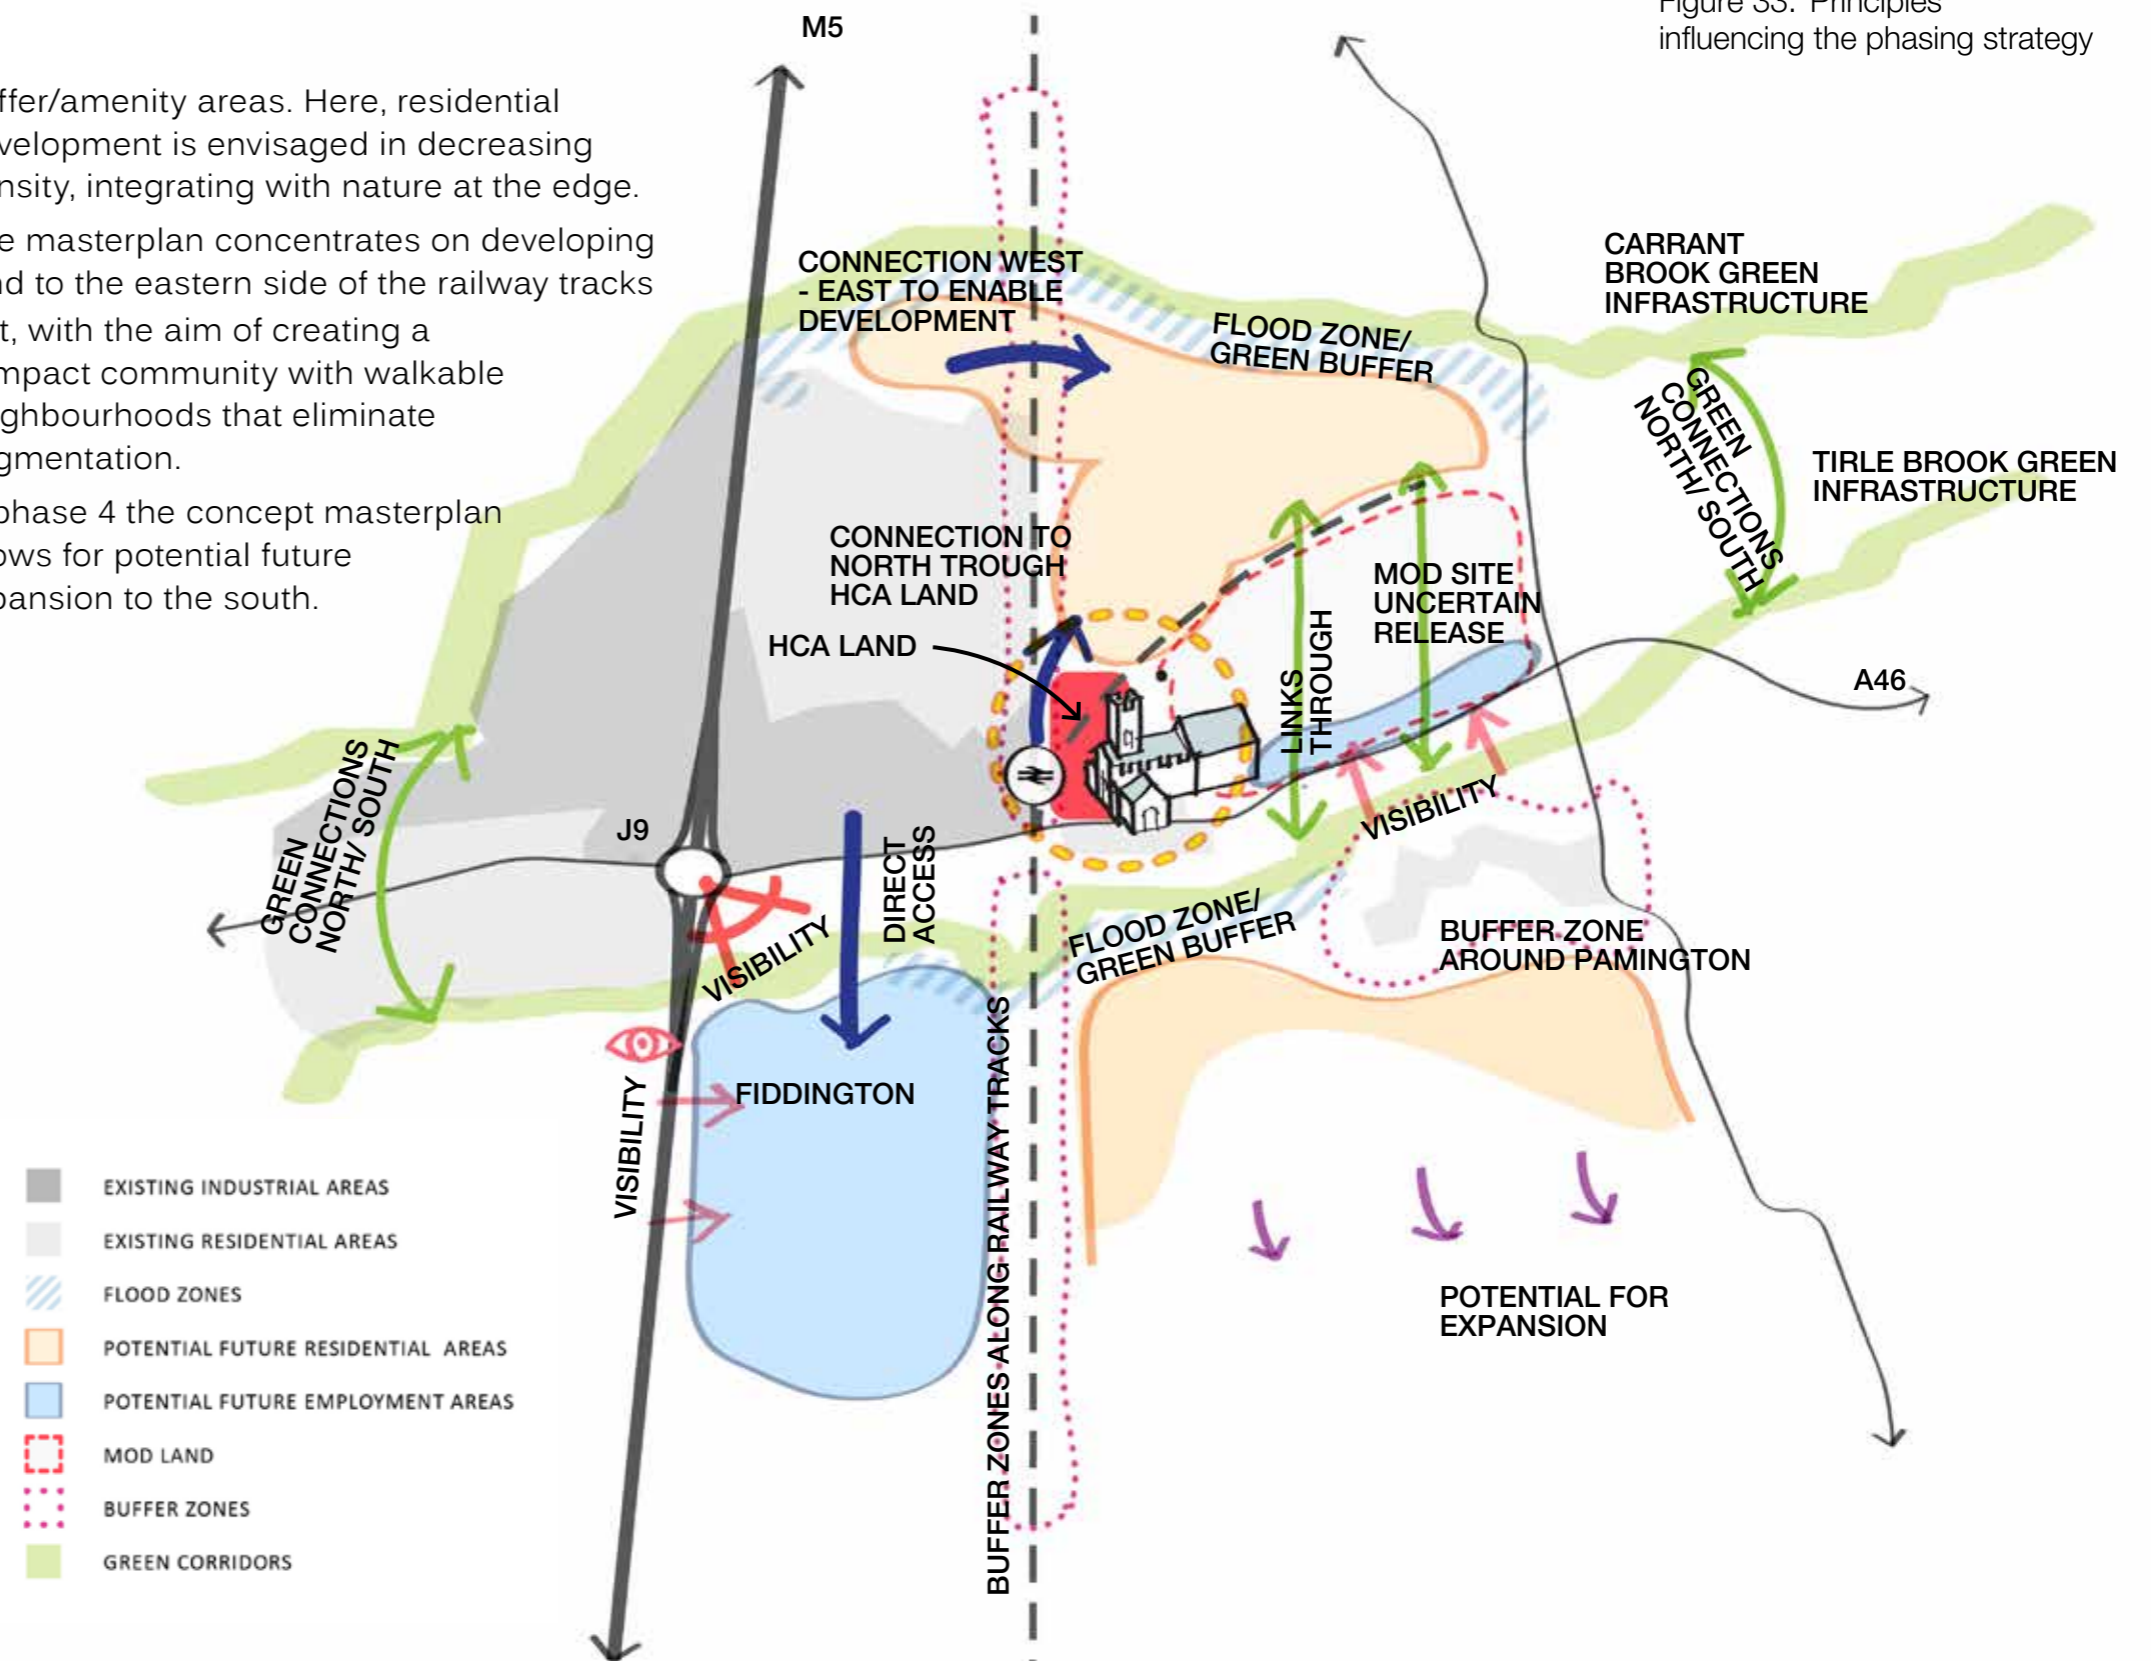 M5
Figure 33: Principles
influencing the phasing strategy
ffer/amenity areas. Here, residential
velopment is envisaged in decreasing
nsity, integrating with nature at the edge.
e masterplan concentrates on developing
nd to the eastern side of the railway tracks
t, with the aim of creating a
mpact community with walkable
ighbourhoods that eliminate
gmentation.
phase 4 the concept masterplan
ows for potential future
pansion to the south.
CONNECTION WEST
- EAST TO ENABLE
DEVELOPMENT
FLOOD ZONE/
GREEN BUFFER
CARRANT
BROOK GREEN
INFRASTRUCTURE
GREEN
CONNECTIONS
NORTH/ SOUTH
TIRLE BROOK GREEN
INFRASTRUCTURE
CONNECTION TO
NORTH TROUGH
HCA LAND
HCA LAND
MOD SITE
UNCERTAIN
RELEASE
LINKS
THROUGH
A46
GREEN
CONNECTIONS
NORTH/ SOUTH
J9
DIRECT
ACCESS
VISIBILITY
VISIBILITY
FLOOD ZONE/
GREEN BUFFER
BUFFER ZONE
AROUND PAMINGTON
FIDDINGTON
VISIBILITY
BUFFER ZONES ALONG RAILWAY TRACKS
POTENTIAL FOR
EXPANSION
EXISTING INDUSTRIAL AREAS
EXISTING RESIDENTIAL AREAS
FLOOD ZONES
POTENTIAL FUTURE RESIDENTIAL AREAS
POTENTIAL FUTURE EMPLOYMENT AREAS
MOD LAND
BUFFER ZONES
GREEN CORRIDORS